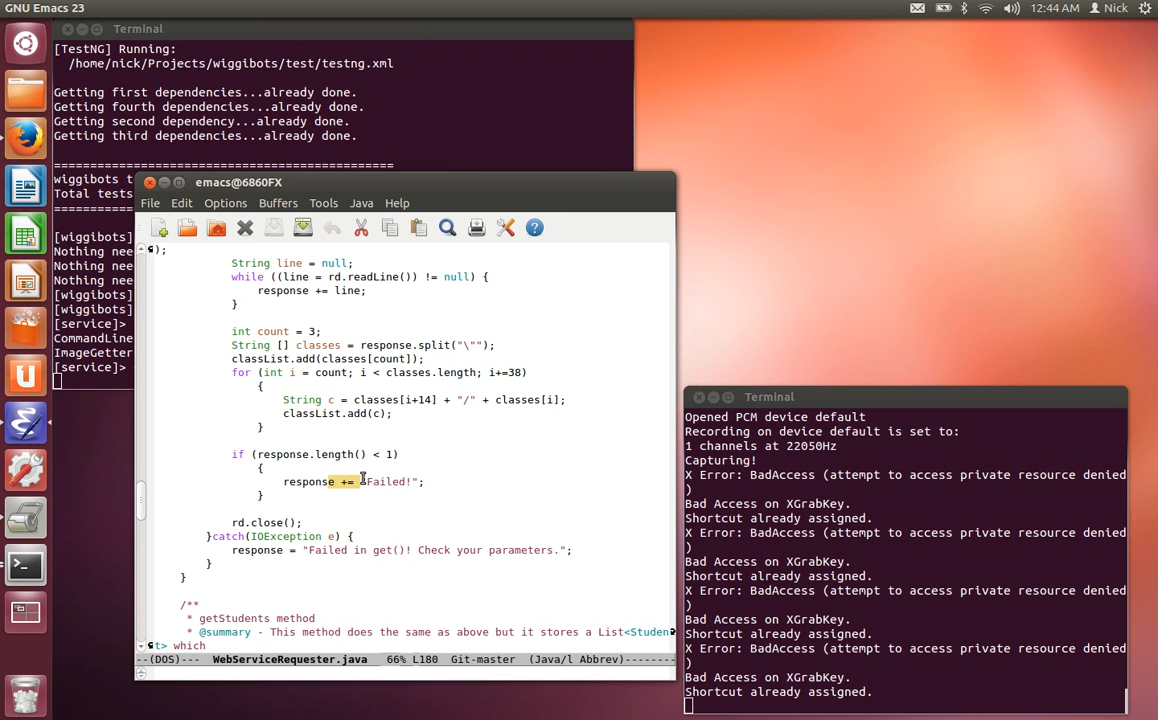 GNU Emacs 23
12:44 AM
Nick
Terminal
[TestNG] Running:
/home/nick/Projects/wiggibots/test/testng.xml
Getting first dependencies...already done.
Getting fourth dependencies...already done.
Getting second dependency...already done.
Getting third dependencies...already done.
===============================================
wiggibots t
Total tests
===========
[wiggibots]
Nothing nee
Nothing nee
Nothing nee
[wiggibots]
[wiggibots]
[service]>
CommandLine
ImageGetter
[service]>
emacs@6860FX
File Edit Options Buffers Tools Java Help
);
String line = null;
while ((line = rd.readLine()) != null) {
response += line;
}
int count = 3;
String [] classes = response.split("\"");
classList.add(classes[count]);
for (int i = count; i < classes.length; i+=38)
{
String c = classes[i+14] + "/" + classes[i];
classList.add(c);
}
if (response.length() < 1)
{
response += "Failed!";
}
rd.close();
}catch(IOException e) {
response = "Failed in get()! Check your parameters.";
}
}
/**
* getStudents method
* @summary - This method does the same as above but it stores a List<Studen
t> which
--(DOS)--- WebServiceRequester.java 66% L180 Git-master (Java/l Abbrev)--------
Terminal
Opened PCM device default
Recording on device default is set to:
1 channels at 22050Hz
Capturing!
X Error: BadAccess (attempt to access private resource denied
)
Bad Access on XGrabKey.
Shortcut already assigned.
X Error: BadAccess (attempt to access private resource denied
)
Bad Access on XGrabKey.
Shortcut already assigned.
X Error: BadAccess (attempt to access private resource denied
)
Bad Access on XGrabKey.
Shortcut already assigned.
X Error: BadAccess (attempt to access private resource denied
)
Bad Access on XGrabKey.
Shortcut already assigned.